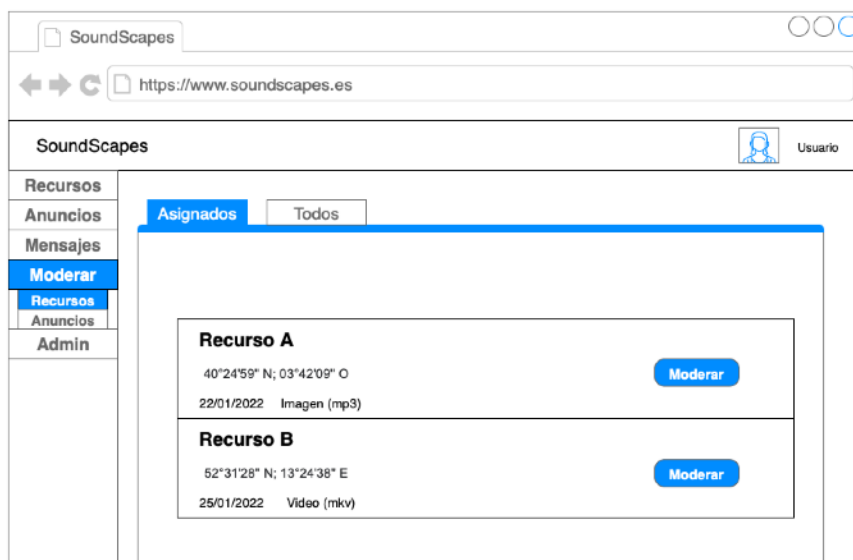 SoundScapes
https://www.soundscapes.es
SoundScapes
Usuario
Recursos
Anuncios
Mensajes
Moderar
Recursos
Anuncios
Admin
Asignados Todos
Recurso A
40°24'59" N; 03°42'09" O
Moderar
22/01/2022 Imagen (mp3)
Recurso B
52°31'28" N; 13°24'38" E
Moderar
25/01/2022 Video (mkv)